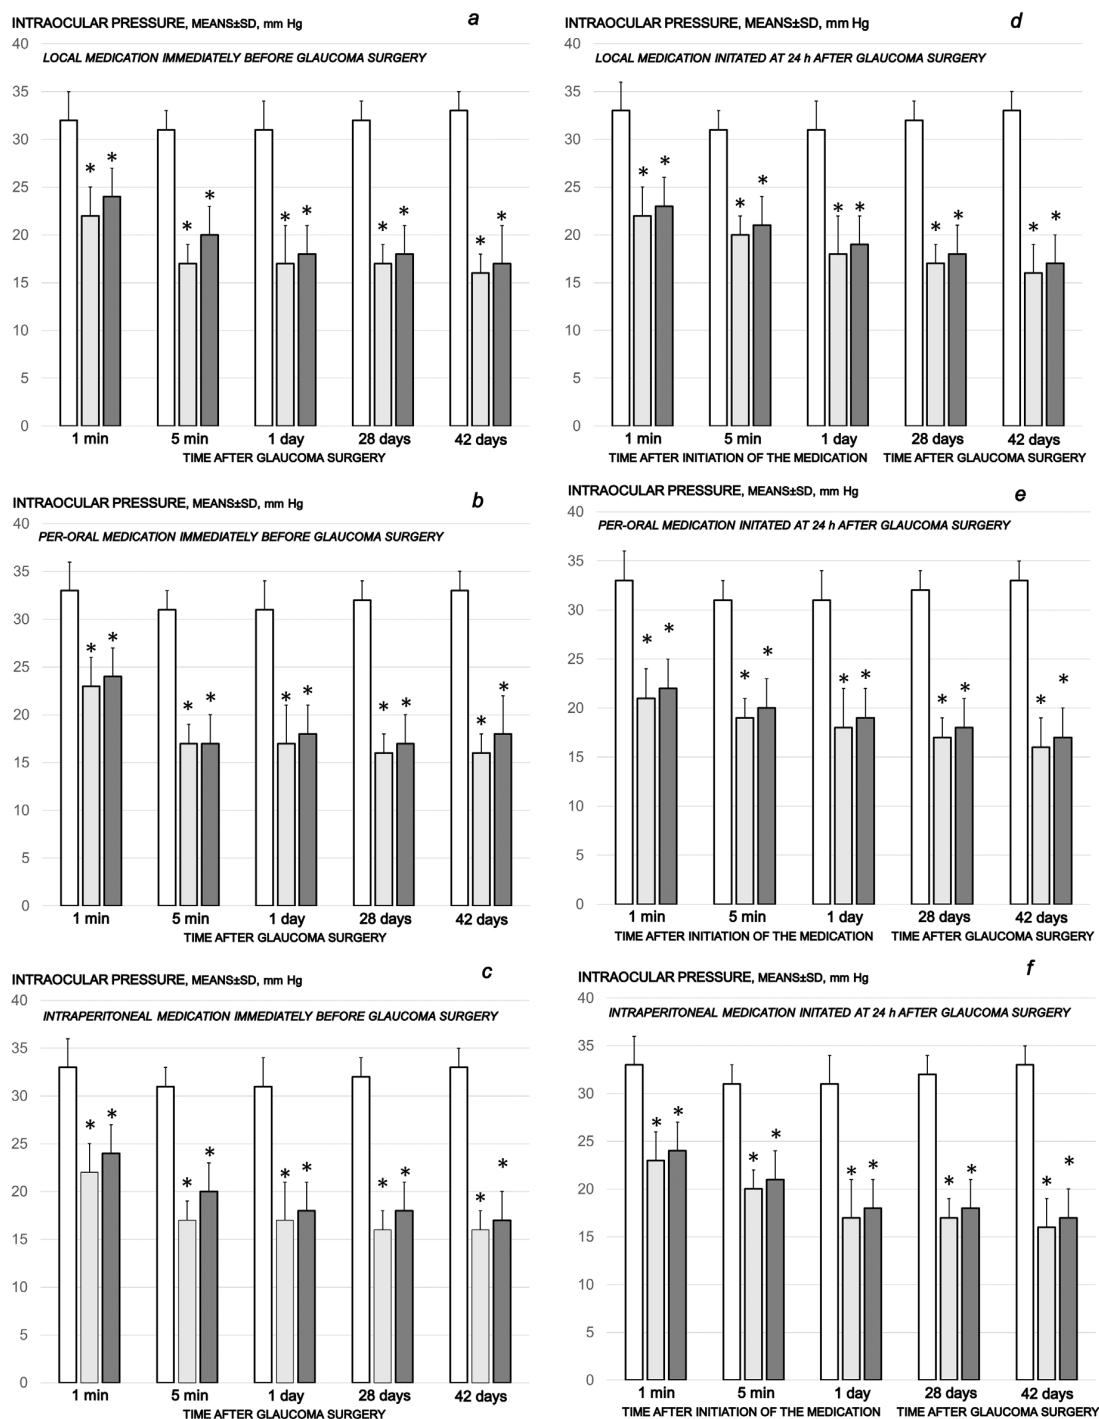 INTRAOCULAR PRESSURE, MEANS±SD, mm Hg
a
40
LOCAL MEDICATION IMMEDIATELY BEFORE GLAUCOMA SURGERY
35
30
25
20
15
10
5
0
* * * * * * * * * *
1 min 5 min 1 day 28 days 42 days
TIME AFTER GLAUCOMA SURGERY
INTRAOCULAR PRESSURE, MEANS±SD, mm Hg
b
40
PER-ORAL MEDICATION IMMEDIATELY BEFORE GLAUCOMA SURGERY
35
30
25
20
15
10
5
0
* * * * * * * * * *
1 min 5 min 1 day 28 days 42 days
TIME AFTER GLAUCOMA SURGERY
INTRAOCULAR PRESSURE, MEANS±SD, mm Hg
c
40
INTRAPERITONEAL MEDICATION IMMEDIATELY BEFORE GLAUCOMA SURGERY
35
30
25
20
15
10
5
0
* * * * * * * * * *
1 min 5 min 1 day 28 days 42 days
TIME AFTER GLAUCOMA SURGERY
INTRAOCULAR PRESSURE, MEANS±SD, mm Hg
d
40
LOCAL MEDICATION INITATED AT 24 h AFTER GLAUCOMA SURGERY
35
30
25
20
15
10
5
0
* * * * * * * * * *
1 min 5 min 1 day 28 days 42 days
TIME AFTER INITIATION OF THE MEDICATION TIME AFTER GLAUCOMA SURGERY
INTRAOCULAR PRESSURE, MEANS±SD, mm Hg
e
40
PER-ORAL MEDICATION INITATED AT 24 h AFTER GLAUCOMA SURGERY
35
30
25
20
15
10
5
0
* * * * * * * * * *
1 min 5 min 1 day 28 days 42 days
TIME AFTER INITIATION OF THE MEDICATION TIME AFTER GLAUCOMA SURGERY
INTRAOCULAR PRESSURE, MEANS±SD, mm Hg
f
40
INTRAPERITONEAL MEDICATION INITATED AT 24 h AFTER GLAUCOMA SURGERY
35
30
25
20
15
10
5
0
* * * * * * * * * *
1 min 5 min 1 day 28 days 42 days
TIME AFTER INITIATION OF THE MEDICATION TIME AFTER GLAUCOMA SURGERY